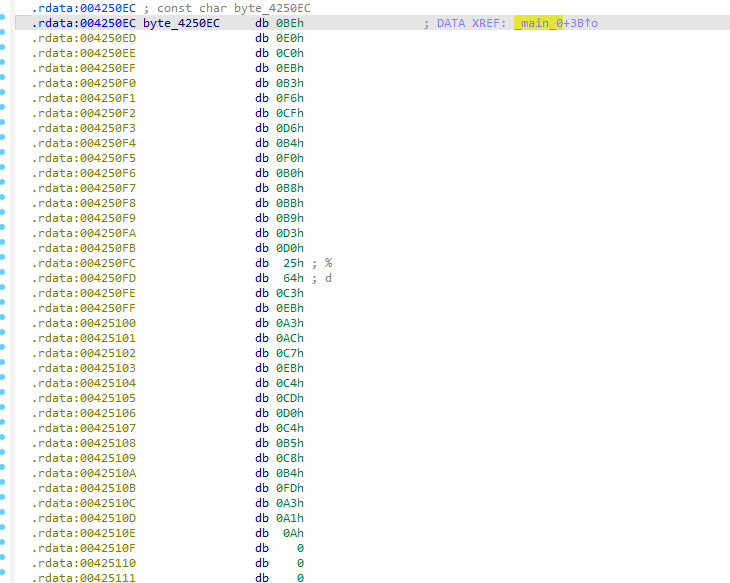 .rdata:004250EC ; const char byte_4250EC
.rdata:004250EC byte_4250EC db 0BEh ; DATA XREF: _main_0+3B↑o
.rdata:004250ED db 0E0h
.rdata:004250EE db 0C0h
.rdata:004250EF db 0EBh
.rdata:004250F0 db 0B3h
.rdata:004250F1 db 0F6h
.rdata:004250F2 db 0CFh
.rdata:004250F3 db 0D6h
.rdata:004250F4 db 0B4h
.rdata:004250F5 db 0F0h
.rdata:004250F6 db 0B0h
.rdata:004250F7 db 0B8h
.rdata:004250F8 db 0BBh
.rdata:004250F9 db 0B9h
.rdata:004250FA db 0D3h
.rdata:004250FB db 0D0h
.rdata:004250FC db 25h ; %
.rdata:004250FD db 64h ; d
.rdata:004250FE db 0C3h
.rdata:004250FF db 0EBh
.rdata:00425100 db 0A3h
.rdata:00425101 db 0ACh
.rdata:00425102 db 0C7h
.rdata:00425103 db 0EBh
.rdata:00425104 db 0C4h
.rdata:00425105 db 0CDh
.rdata:00425106 db 0D0h
.rdata:00425107 db 0C4h
.rdata:00425108 db 0B5h
.rdata:00425109 db 0C8h
.rdata:0042510A db 0B4h
.rdata:0042510B db 0FDh
.rdata:0042510C db 0A3h
.rdata:0042510D db 0A1h
.rdata:0042510E db 0Ah
.rdata:0042510F db 0
.rdata:00425110 db 0
.rdata:00425111 db 0